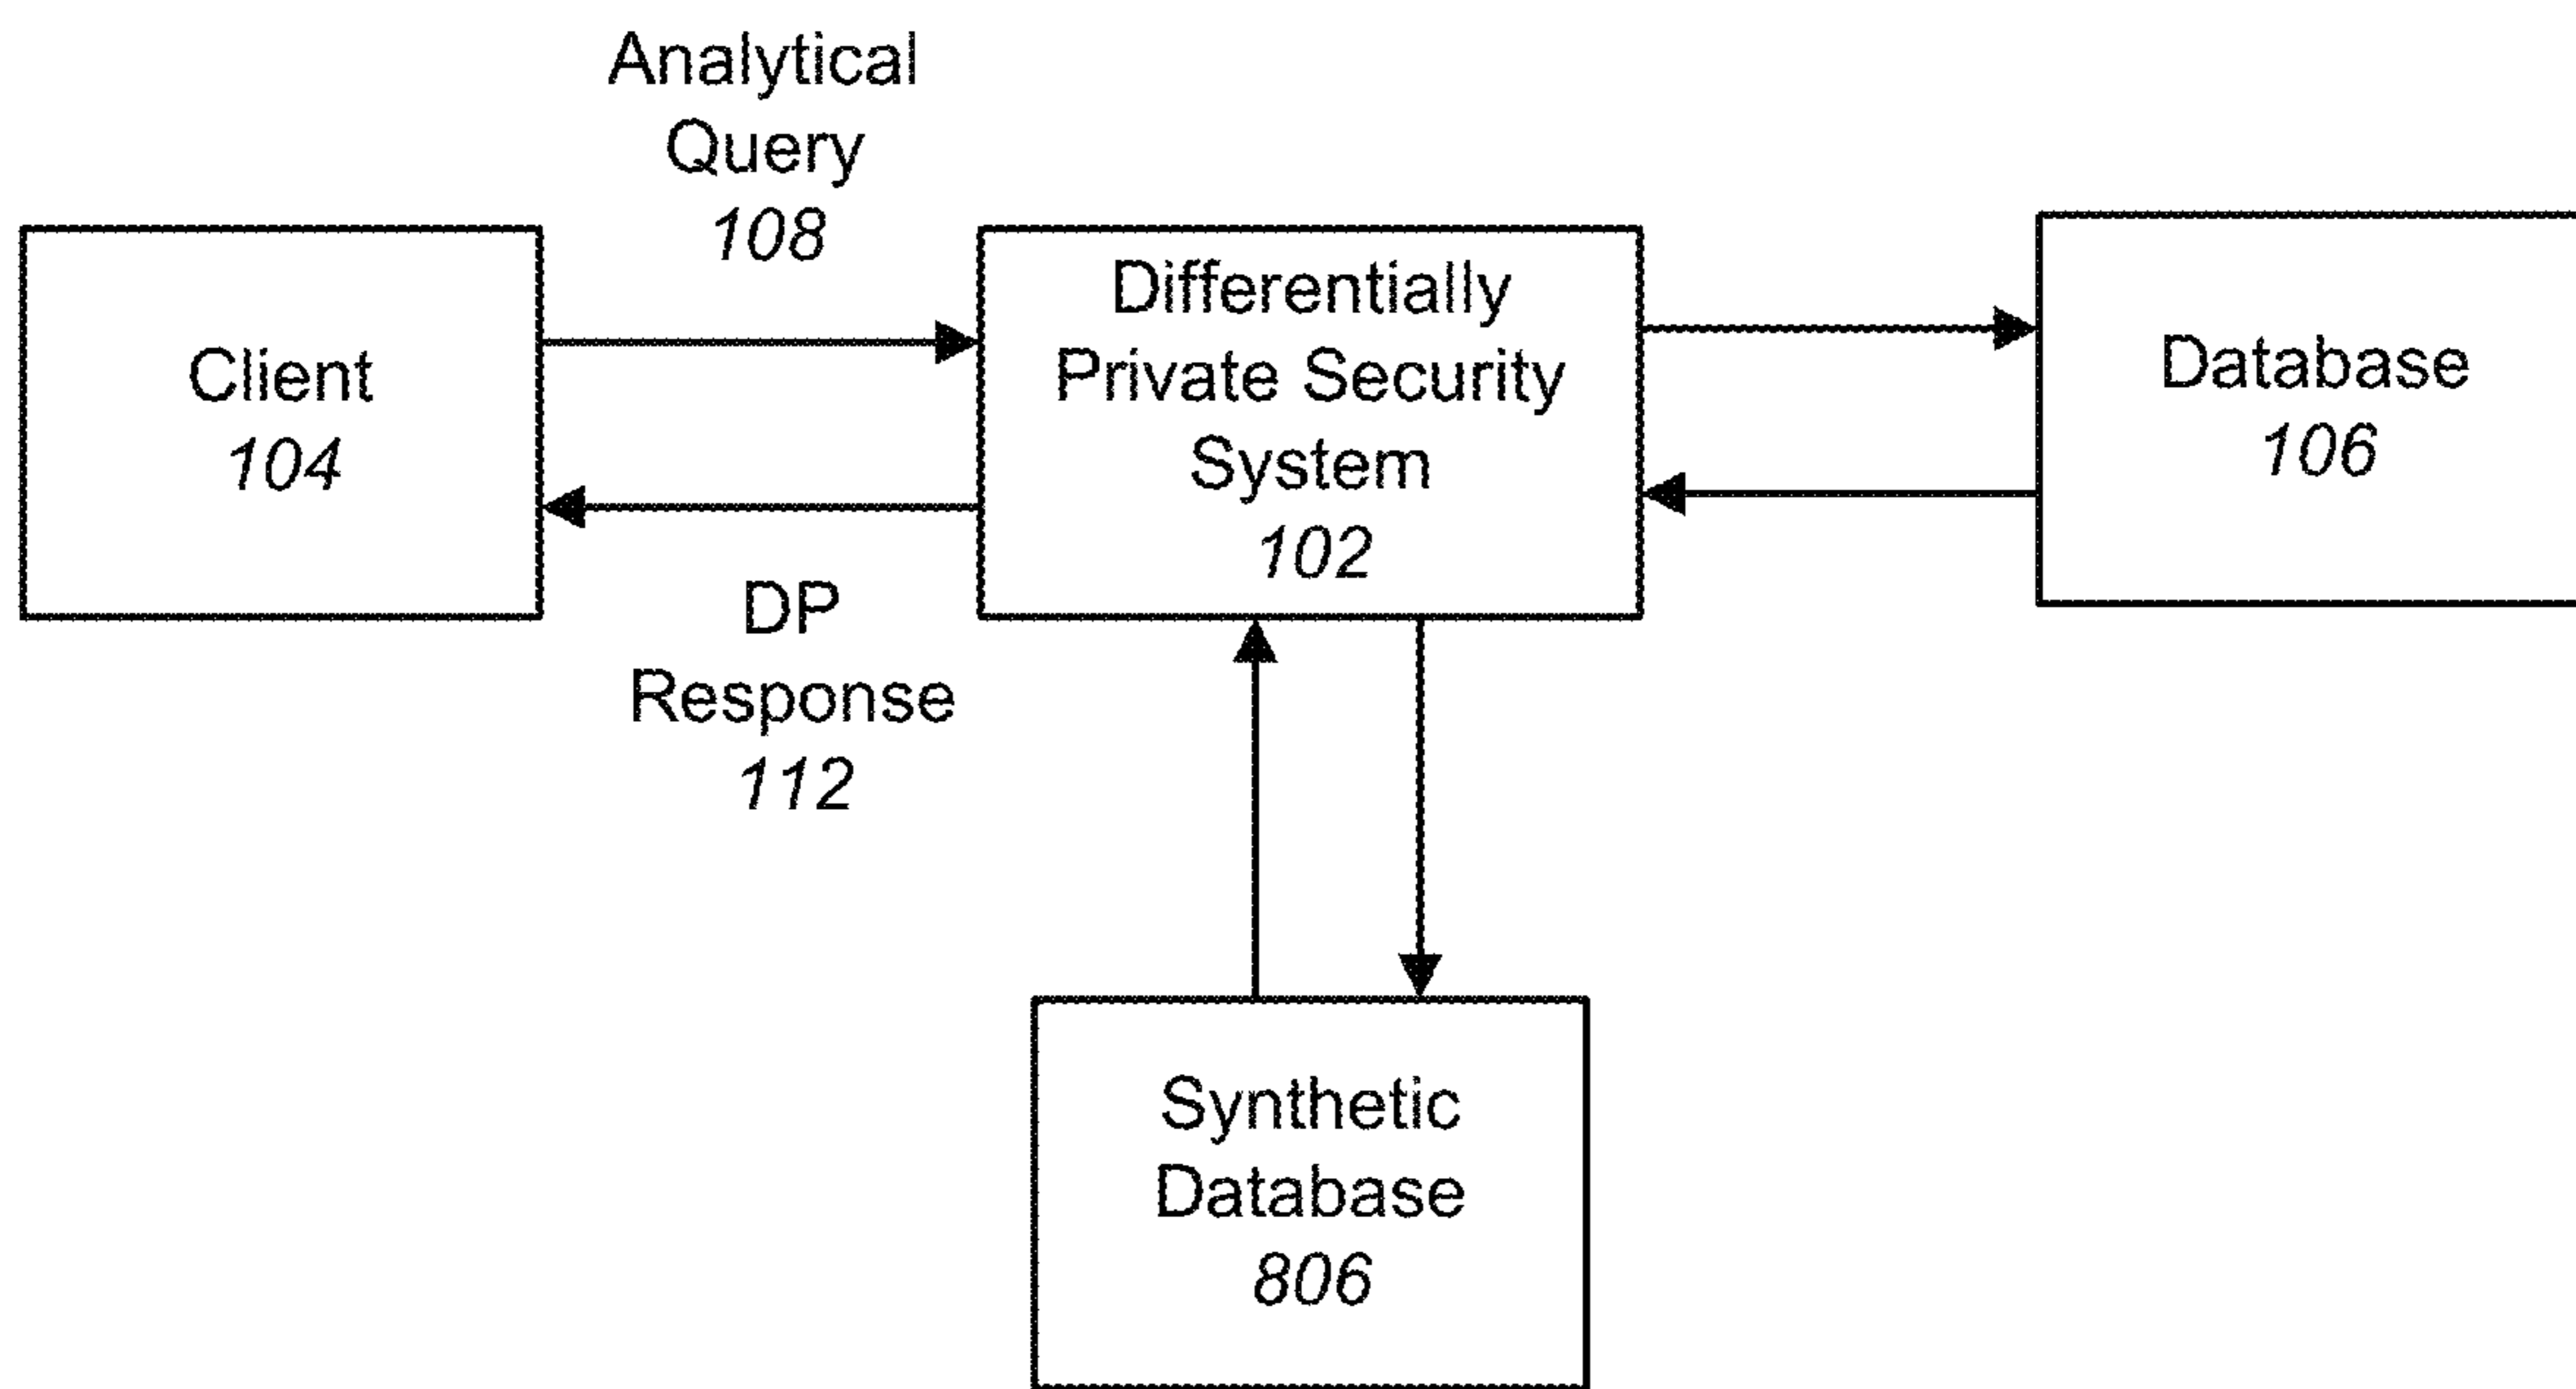 Analytical
Query
108
Client
104
Differentially
Private Security
System
102
Database
106
DP
Response
112
Synthetic
Database
806